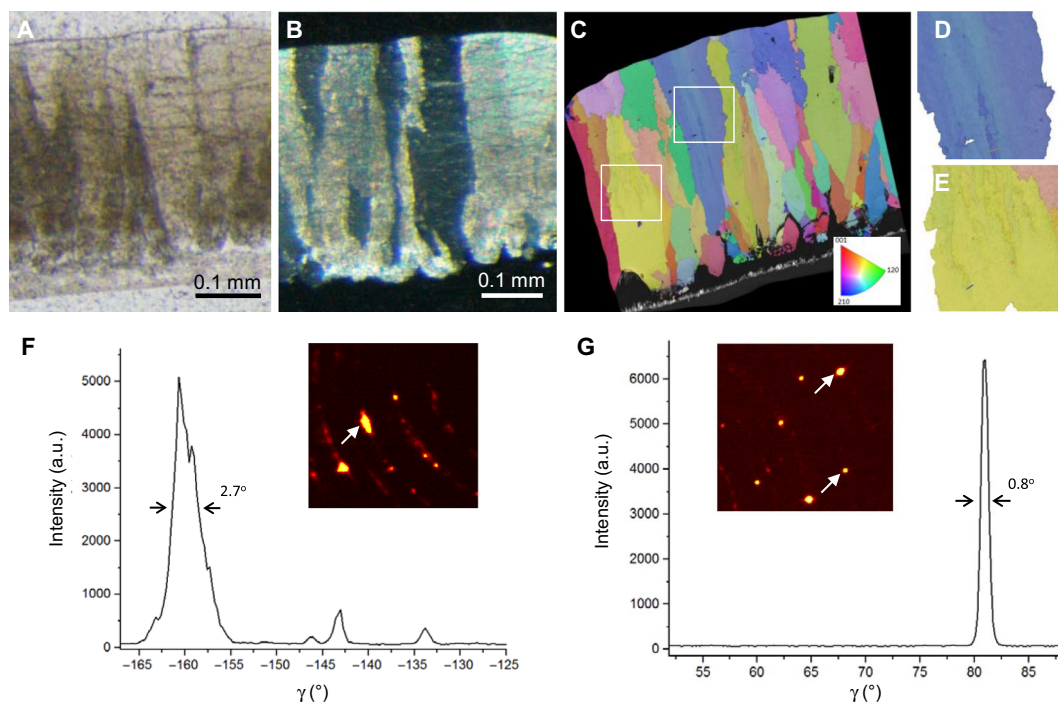 A
B
C
D
E
0.1 mm
0.1 mm
001
120
210
F
5000
4000
3000
2000
1000
0
Intensity (a.u.)
2.7°
−165
−160
−155
−150
−145
−140
−135
−130
−125
γ (°)
G
6000
5000
4000
3000
2000
1000
0
Intensity (a.u.)
0.8°
55
60
65
70
75
80
85
γ (°)